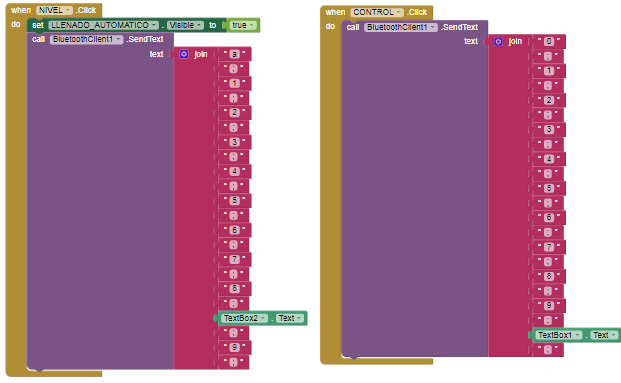 when NIVEL .Click
do set LLENADO_AUTOMATICO . Visible to true
call BluetoothClient1 .SendText
text join " a "
" ; "
" 1 "
" ; "
" 2 "
" ; "
" 3 "
" ; "
" 4 "
" ; "
" 5 "
" ; "
" 6 "
" ; "
" 7 "
" ; "
" 8 "
" ; "
TextBox2 . Text
" ; "
" 9 "
" ; "
when CONTROL .Click
do call BluetoothClient1 .SendText
text join " 0 "
" ; "
" 1 "
" ; "
" 2 "
" ; "
" 3 "
" ; "
" 4 "
" ; "
" 5 "
" ; "
" 6 "
" ; "
" 7 "
" ; "
" 8 "
" ; "
" 9 "
" ; "
TextBox1 . Text
" ; "